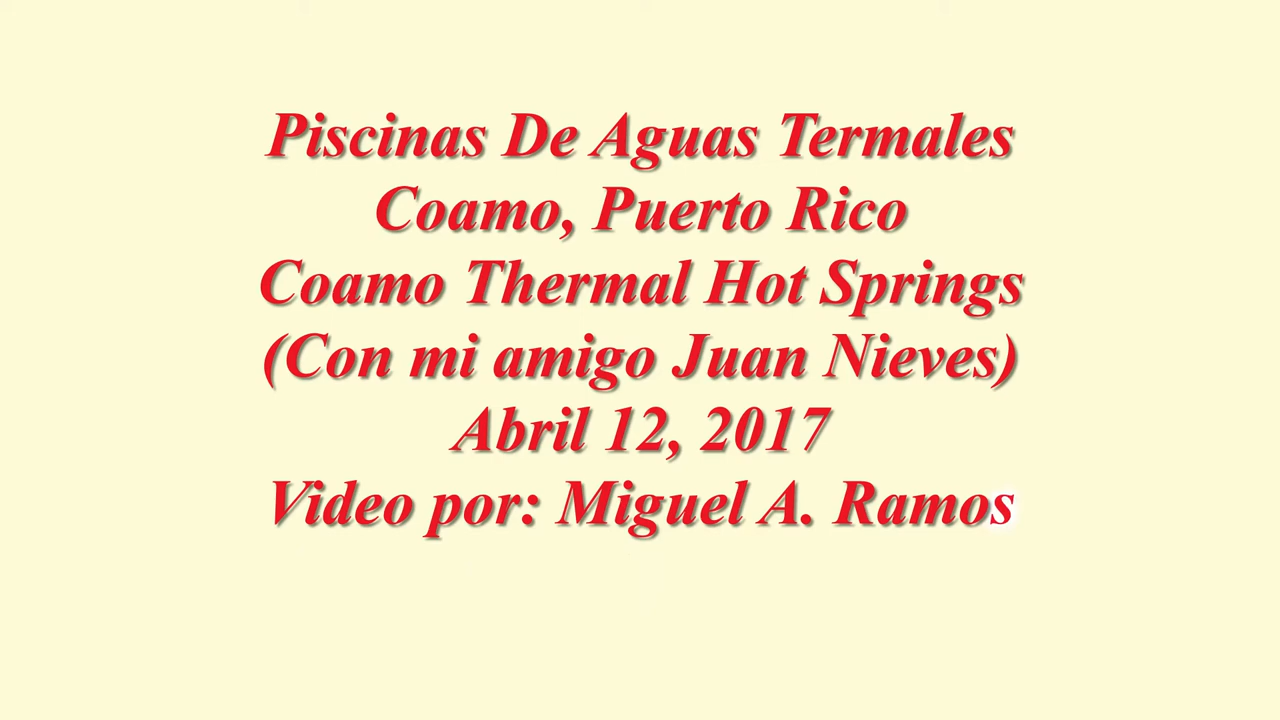 Piscinas De Aguas Termales
Coamo, Puerto Rico
Coamo Thermal Hot Springs
(Con mi amigo Juan Nieves)
Abril 12, 2017
Video por: Miguel A. Ramos